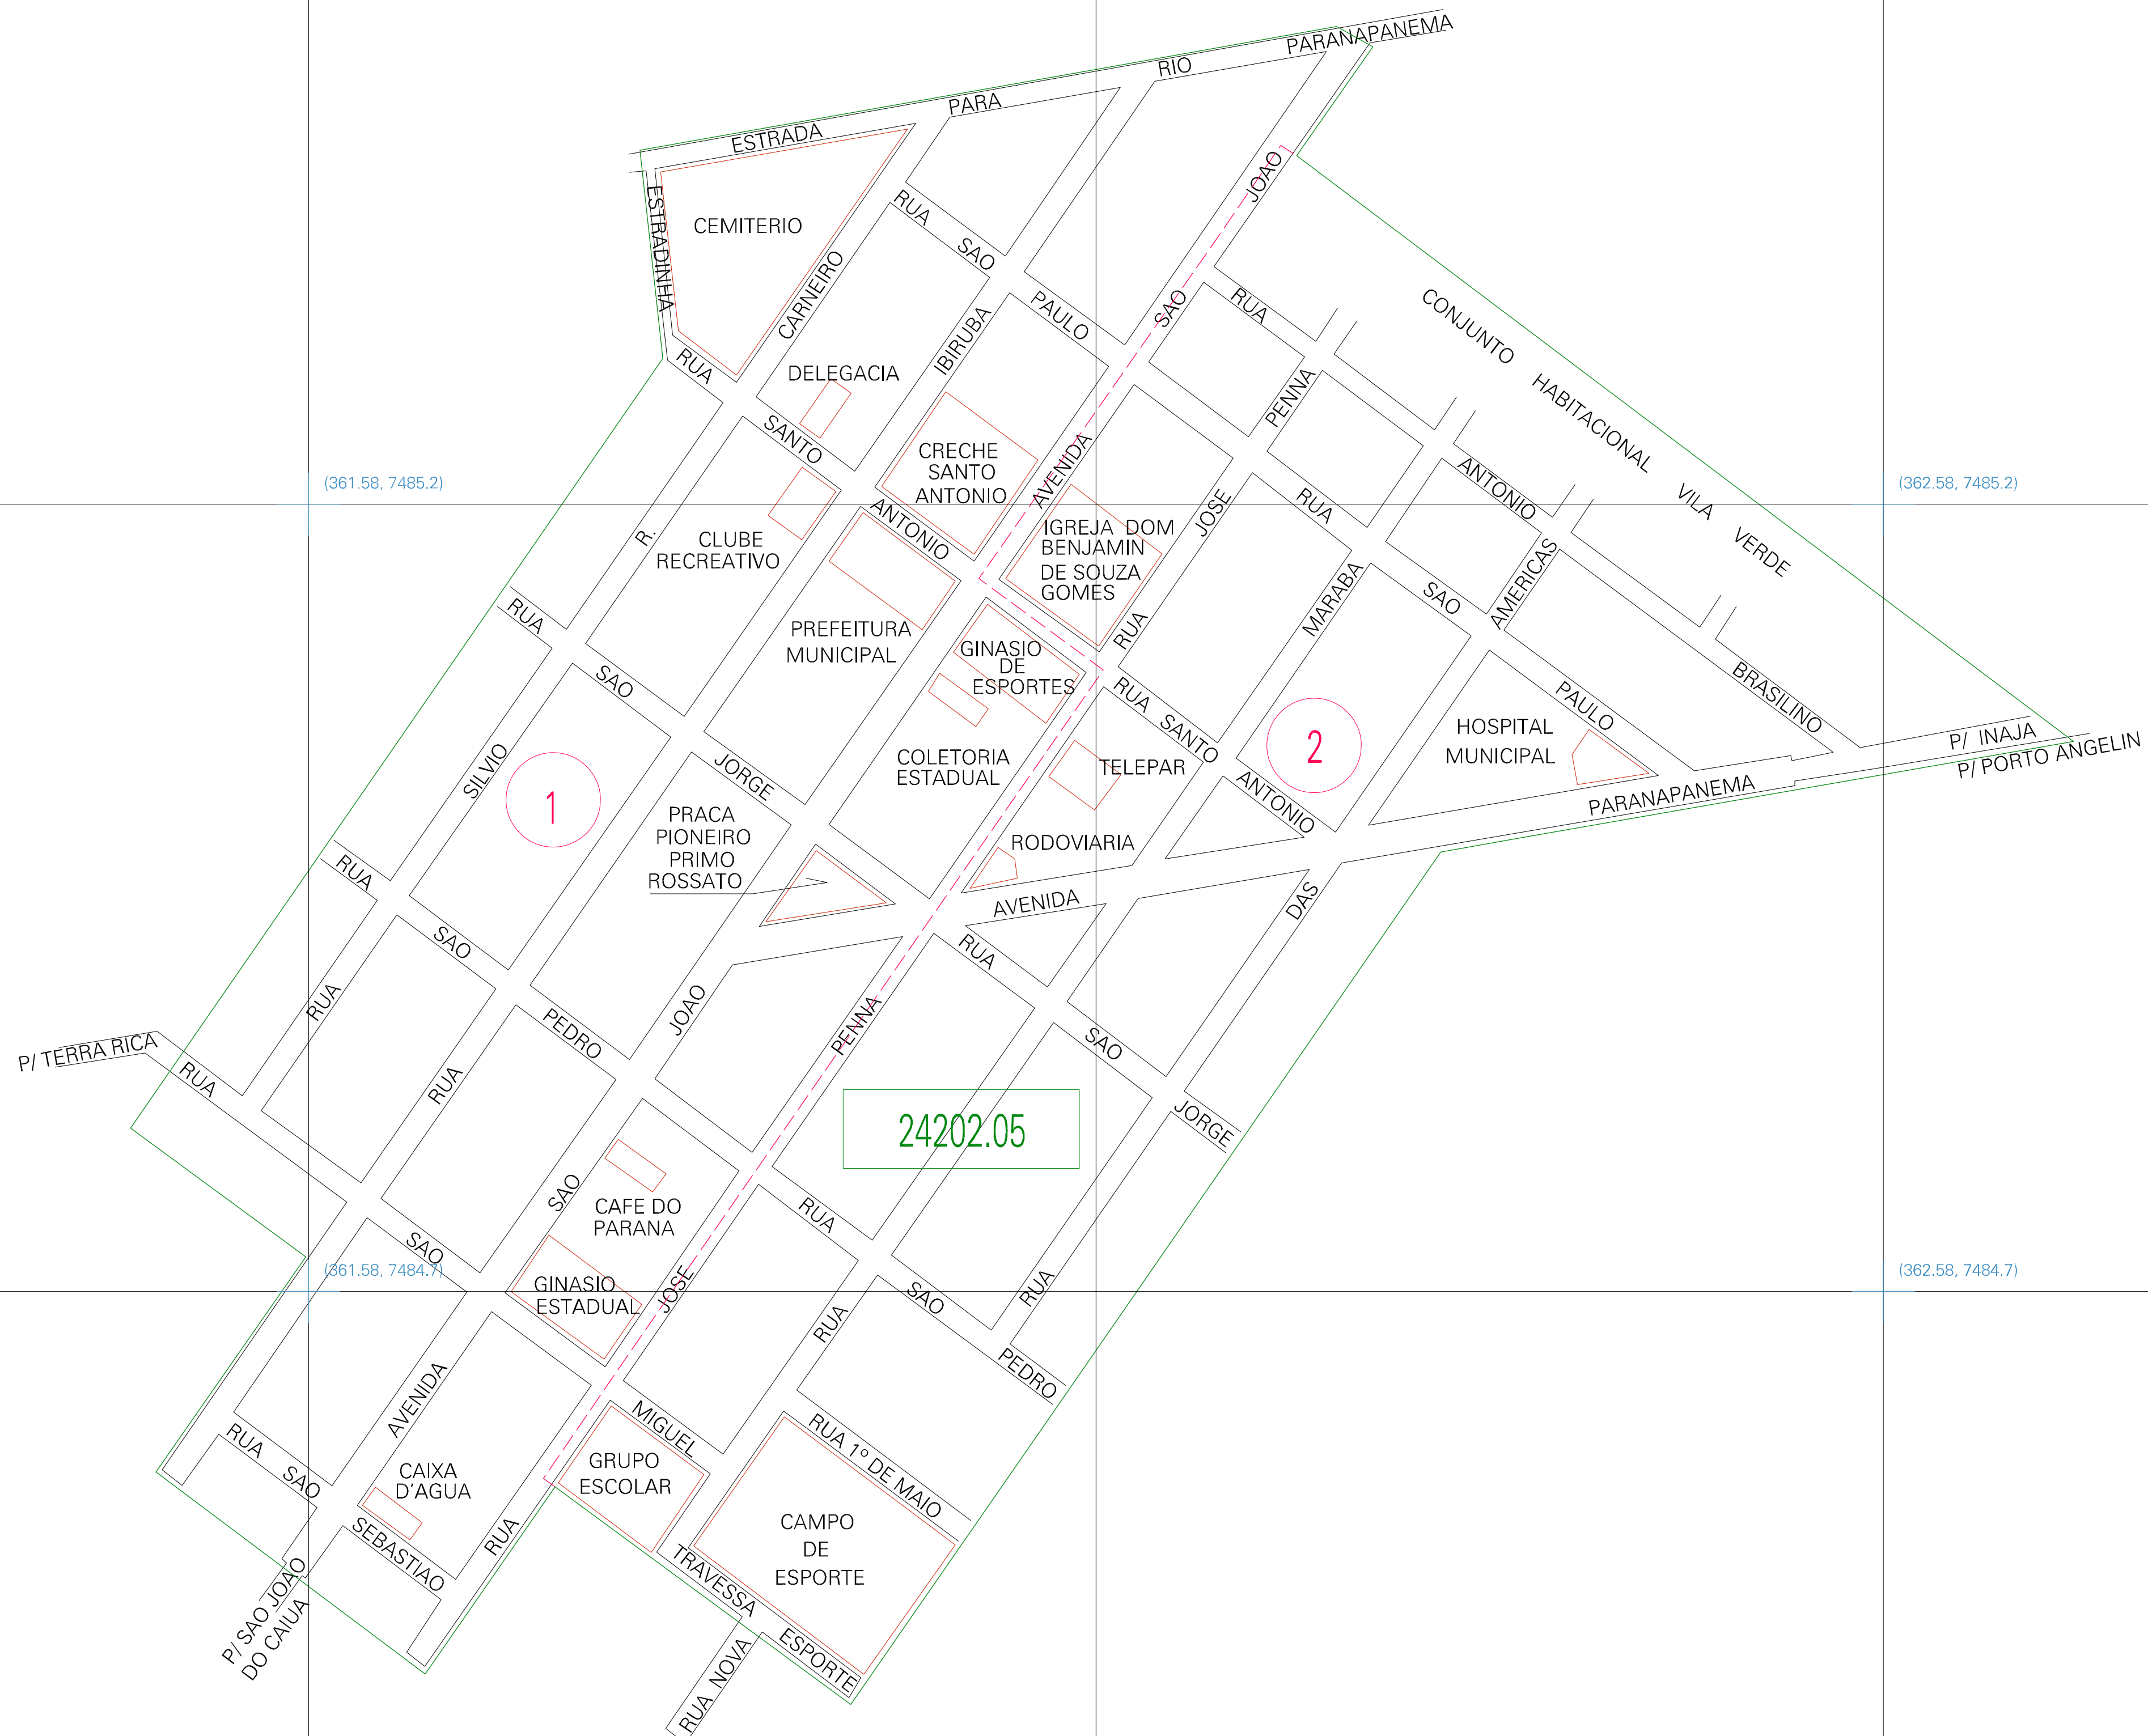 PARANAPANEMA
RIO
PARA
ESTRADA
ESTRADINHA
CEMITERIO
JOAO
RUA
SAO
CARNEIRO
PAULO
SAO
RUA
CONJUNTO HABITACIONAL VILA VERDE
IBIRUBA
RUA
DELEGACIA
PENNA
SANTO
CRECHE
SANTO
ANTONIO
AVENIDA
ANTONIO
(361.58, 7485.2)
(362.58, 7485.2)
R.
CLUBE
RECREATIVO
ANTONIO
IGREJA DOM
BENJAMIN
DE SOUZA
GOMES
JOSE
RUA
AMERICAS
MARABA
SAO
RUA
RUA
PREFEITURA
MUNICIPAL
GINASIO
DE
ESPORTES
SAO
RUA SANTO
ANTONIO
PAULO
BRASILINO
HOSPITAL
MUNICIPAL
P/ INAJA
P/ PORTO ANGELIN
SILVIO
JORGE
COLETORIA
ESTADUAL
TELEPAR
2
1
PARANAPANEMA
PRACA
PIONEIRO
PRIMO
ROSSATO
RODOVIARIA
RUA
AVENIDA
DAS
SAO
RUA
RUA
JOAO
PEDRO
PENNA
SAO
P/ TERRA RICA
RUA
RUA
24202.05
JORGE
SAO
CAFE DO
PARANA
RUA
SAO
(361.58, 7484.7)
(362.58, 7484.7)
GINASIO
ESTADUAL
JOSE
SAO
RUA
RUA
PEDRO
AVENIDA
MIGUEL
RUA 1º DE MAIO
RUA
SAO
CAIXA
D'AGUA
GRUPO
ESCOLAR
SEBASTIAO
RUA
CAMPO
DE
ESPORTE
TRAVESSA
ESPORTE
P/ SAO JOAO
DO CAIUA
RUA NOVA